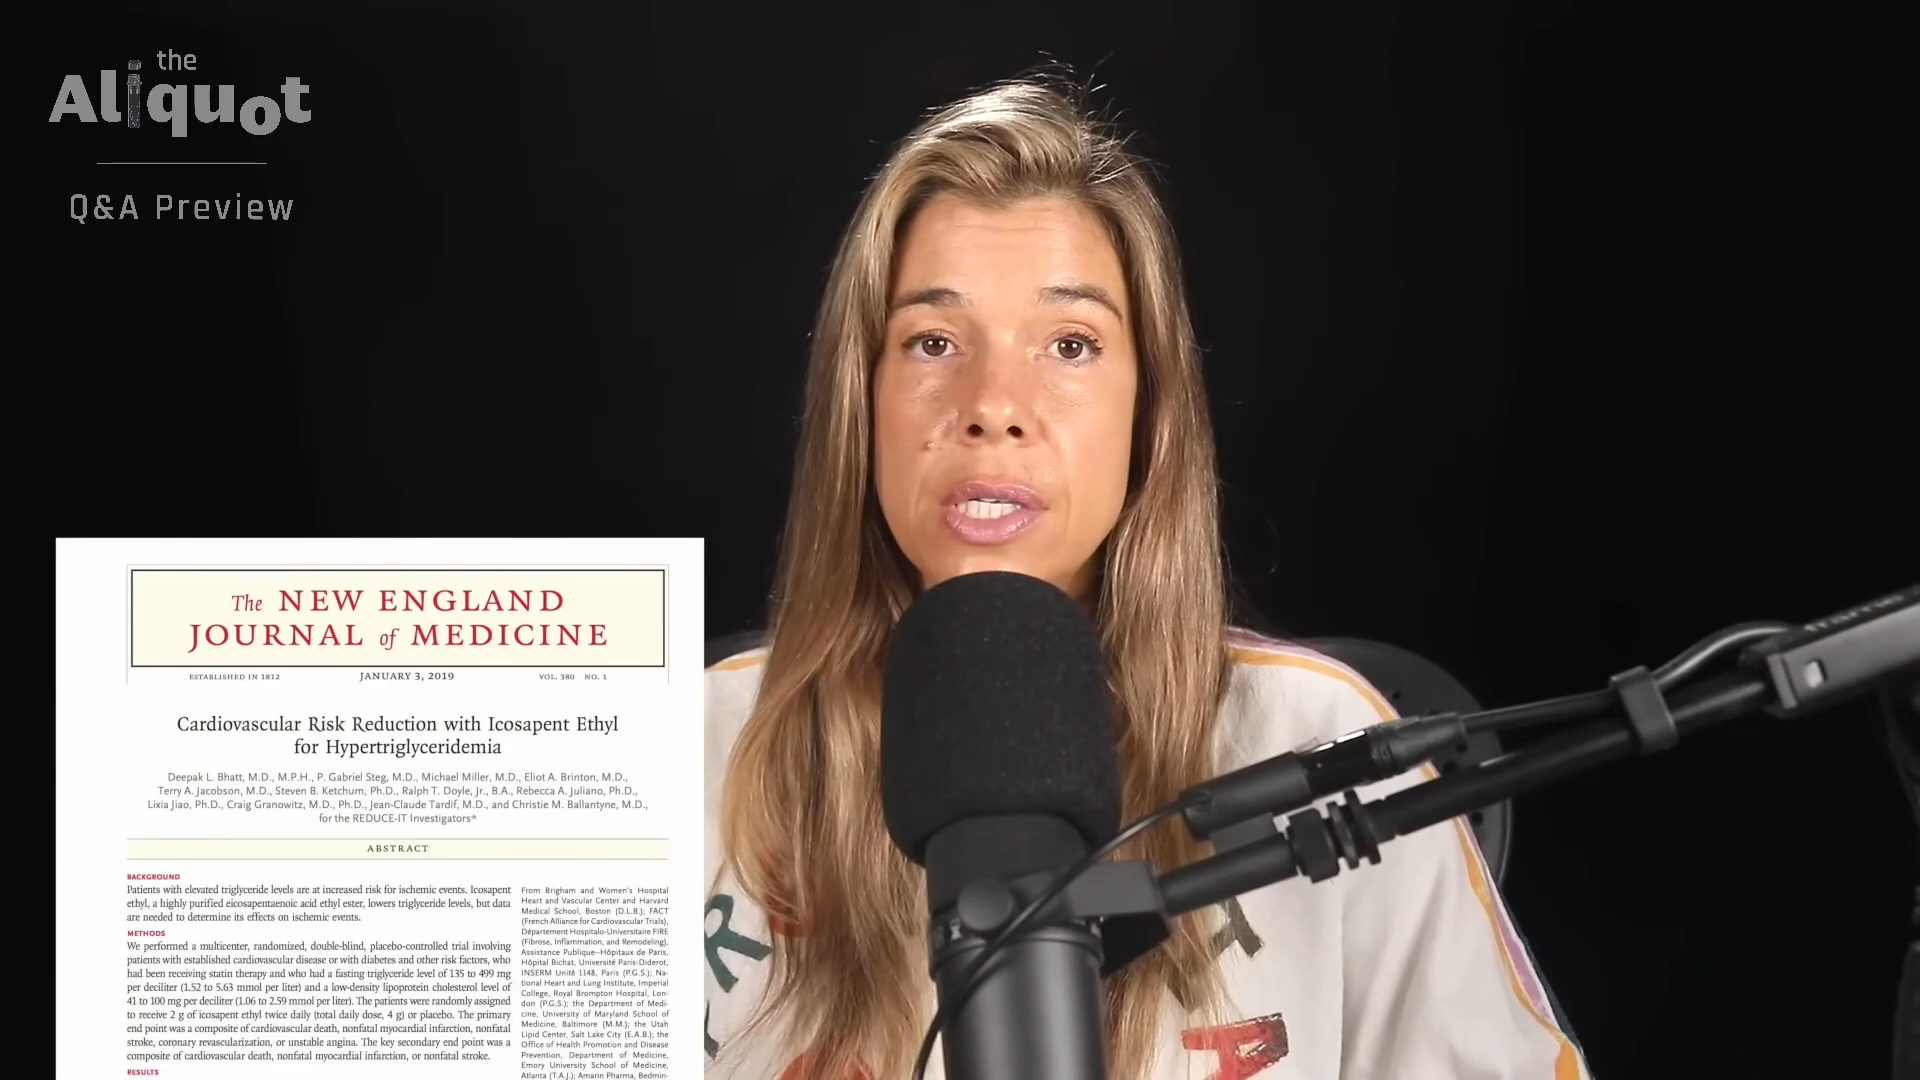 the
Aliquot
Q&A Preview
The NEW ENGLAND
JOURNAL of MEDICINE
ESTABLISHED IN 1812 JANUARY 3, 2019 VOL. 380 NO. 1
Cardiovascular Risk Reduction with Icosapent Ethyl
for Hypertriglyceridemia
Deepak L. Bhatt, M.D., M.P.H., P. Gabriel Steg, M.D., Michael Miller, M.D., Eliot A. Brinton, M.D.,
Terry A. Jacobson, M.D., Steven B. Ketchum, Ph.D., Ralph T. Doyle, Jr., B.A., Rebecca A. Juliano, Ph.D.,
Lixia Jiao, Ph.D., Craig Granowitz, M.D., Ph.D., Jean-Claude Tardif, M.D., and Christie M. Ballantyne, M.D.,
for the REDUCE-IT Investigators*
ABSTRACT
BACKGROUND
Patients with elevated triglyceride levels are at increased risk for ischemic events. Icosapent
ethyl, a highly purified eicosapentaenoic acid ethyl ester, lowers triglyceride levels, but data
are needed to determine its effects on ischemic events.
METHODS
We performed a multicenter, randomized, double-blind, placebo-controlled trial involving
patients with established cardiovascular disease or with diabetes and other risk factors, who
had been receiving statin therapy and who had a fasting triglyceride level of 135 to 499 mg
per deciliter (1.52 to 5.63 mmol per liter) and a low-density lipoprotein cholesterol level of
41 to 100 mg per deciliter (1.06 to 2.59 mmol per liter). The patients were randomly assigned
to receive 2 g of icosapent ethyl twice daily (total daily dose, 4 g) or placebo. The primary
end point was a composite of cardiovascular death, nonfatal myocardial infarction, nonfatal
stroke, coronary revascularization, or unstable angina. The key secondary end point was a
composite of cardiovascular death, nonfatal myocardial infarction, or nonfatal stroke.
RESULTS
From Brigham and Women's Hospital
Heart and Vascular Center and Harvard
Medical School, Boston (D.L.B.); FACT
(French Alliance for Cardiovascular Trials),
Département Hospitalo-Universitaire FIRE
(Fibrose, Inflammation, and Remodeling),
Assistance Publique–Hôpitaux de Paris,
Hôpital Bichat, Université Paris-Diderot,
INSERM Unité 1148, Paris (P.G.S.); Na-
tional Heart and Lung Institute, Imperial
College, Royal Brompton Hospital, Lon-
don (P.G.S.); the Department of Medi-
cine, University of Maryland School of
Medicine, Baltimore (M.M.); the Utah
Lipid Center, Salt Lake City (E.A.B.); the
Office of Health Promotion and Disease
Prevention, Department of Medicine,
Emory University School of Medicine,
Atlanta (T.A.J.); Amarin Pharma, Bedmin-